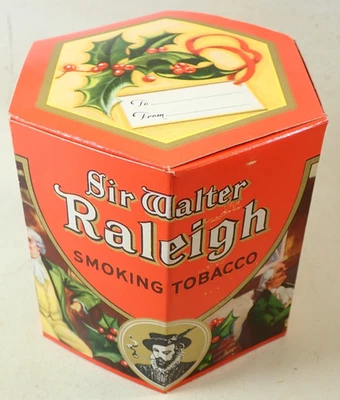 To
From
Sir Walter
Raleigh
SMOKING TOBACCO